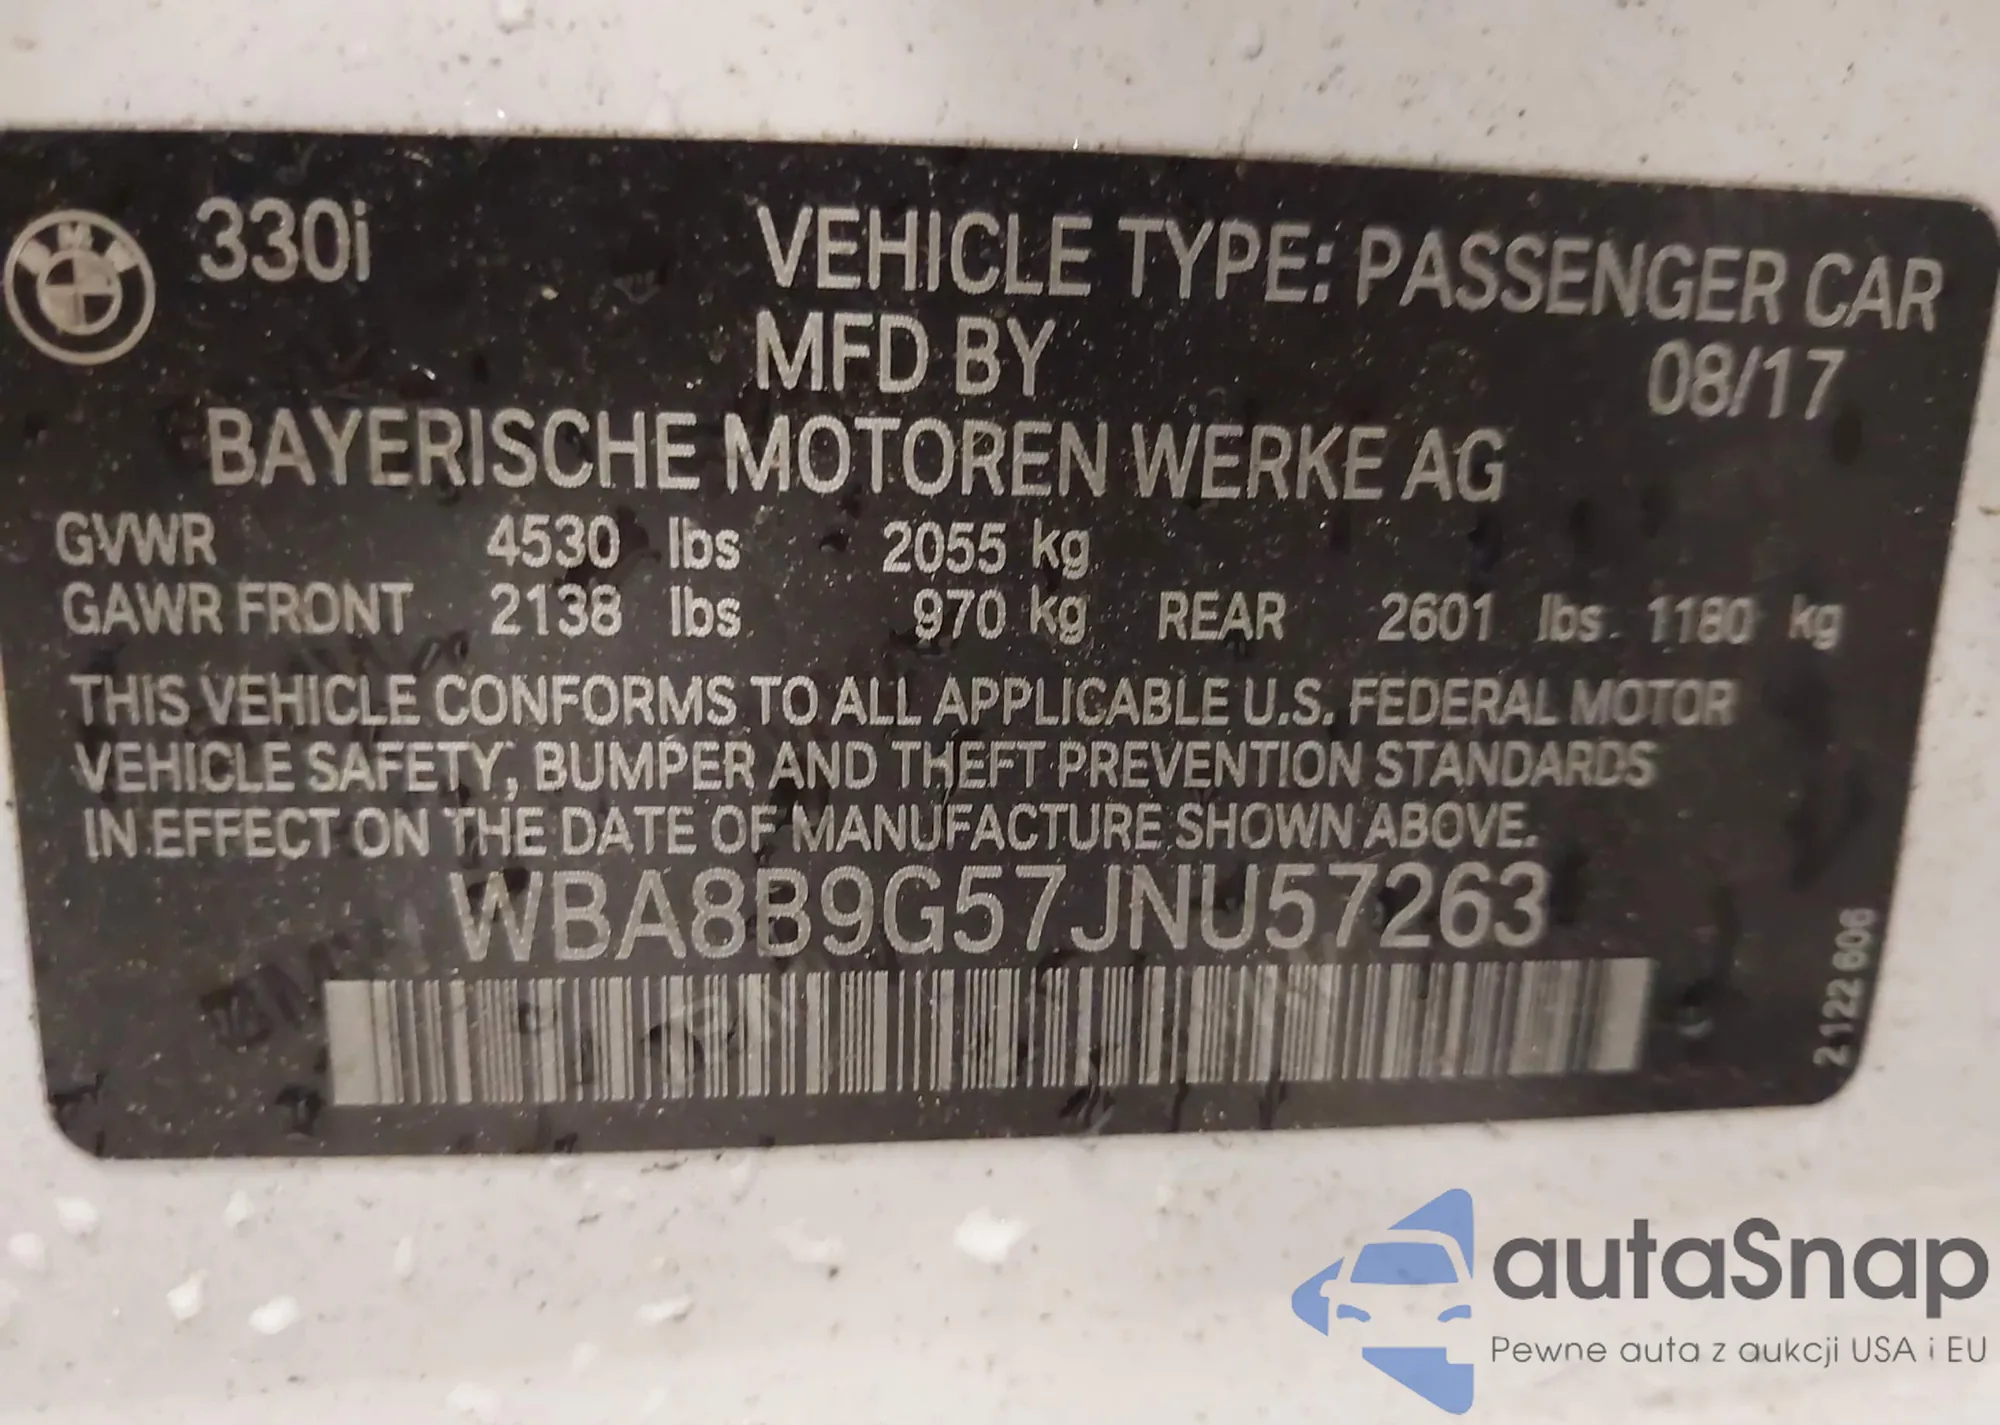 BMW
330i
VEHICLE TYPE: PASSENGER CAR
MFD BY
08/17
BAYERISCHE MOTOREN WERKE AG
GVWR 4530 lbs 2055 kg
GAWR FRONT 2138 lbs 970 kg REAR 2601 lbs 1180 kg
THIS VEHICLE CONFORMS TO ALL APPLICABLE U.S. FEDERAL MOTOR
VEHICLE SAFETY, BUMPER AND THEFT PREVENTION STANDARDS
IN EFFECT ON THE DATE OF MANUFACTURE SHOWN ABOVE.
WBA8B9G57JNU57263
2 122 606
autaSnap
Pewne auta z aukcji USA i EU